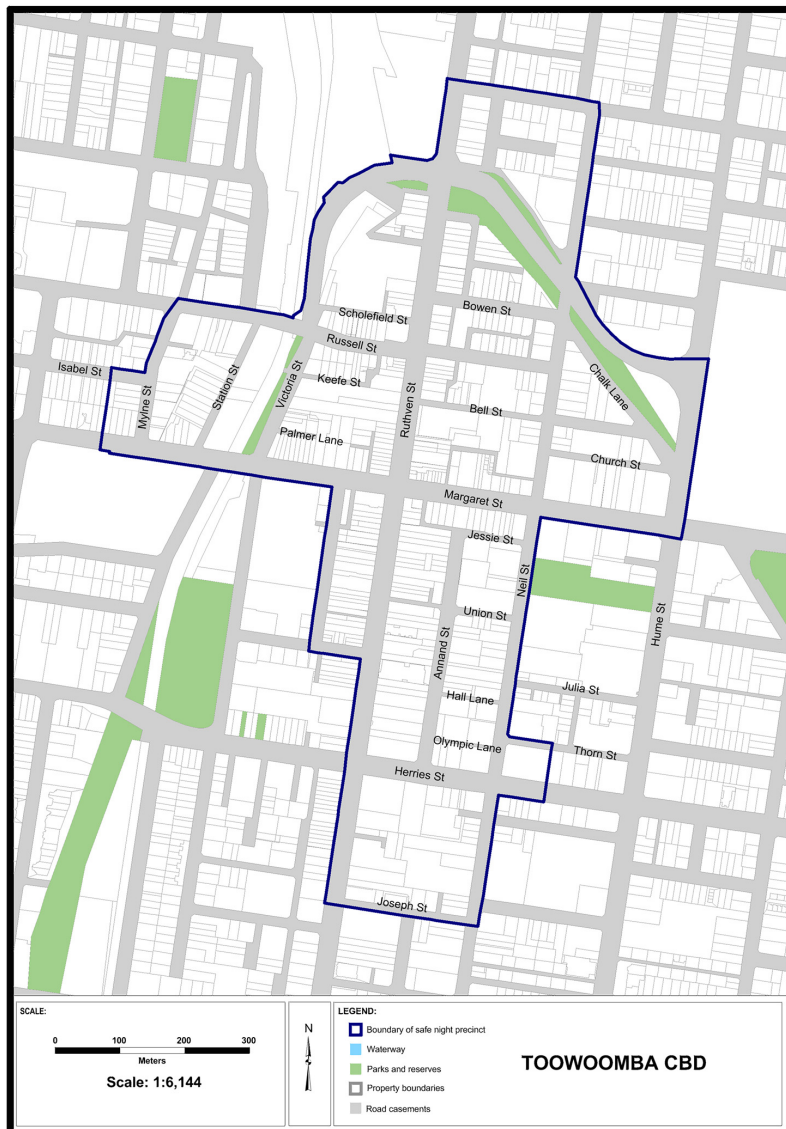 Scholefield St
Bowen St
Russell St
Isabel St
Mylne St
Station St
Victoria St
Keefe St
Ruthven St
Bell St
Chalk Lane
Palmer Lane
Church St
Margaret St
Jessie St
Neil St
Union St
Annand St
Hume St
Hall Lane
Julia St
Olympic Lane
Thorn St
Herries St
Joseph St
SCALE:
0 100 200 300
Meters
Scale: 1:6,144
N
LEGEND:
Boundary of safe night precinct
Waterway
Parks and reserves
Property boundaries
Road casements
TOOWOOMBA CBD